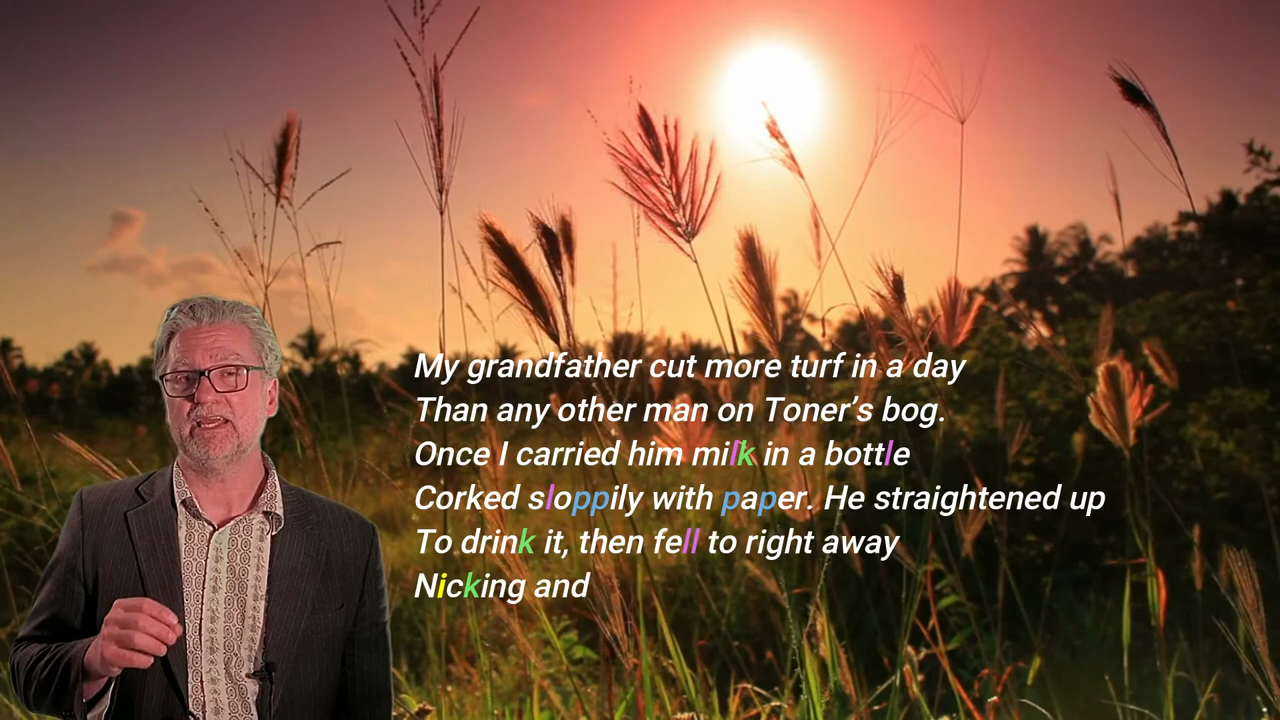 My grandfather cut more turf in a day
Than any other man on Toner’s bog.
Once I carried him milk in a bottle
Corked sloppily with paper. He straightened up
To drink it, then fell to right away
Nicking and